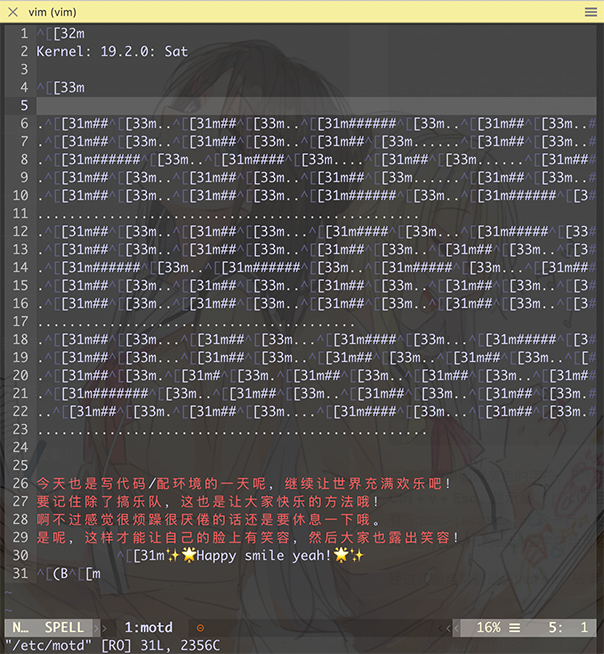 vim (vim)
1 ^[[32m
2 Kernel: 19.2.0: Sat
3
4 ^[[33m
5
6 .^[[31m##^[[33m..^[[31m##^[[33m..^[[31m######^[[33m..^[[31m##^[[33m..#
7 .^[[31m##^[[33m..^[[31m##^[[33m..^[[31m##^[[33m......^[[31m##^[[33m..#
8 .^[[31m######^[[33m..^[[31m####^[[33m....^[[31m##^[[33m......^[[31m##
9 .^[[31m##^[[33m..^[[31m##^[[33m..^[[31m##^[[33m......^[[31m##^[[33m..#
10 .^[[31m##^[[33m..^[[31m##^[[33m..^[[31m######^[[33m..^[[31m######^[[3#
11 ................................................
12 .^[[31m##^[[33m..^[[31m##^[[33m...^[[31m####^[[33m...^[[31m#####^[[33#
13 .^[[31m##^[[33m..^[[31m##^[[33m..^[[31m##^[[33m..^[[31m##^[[33m..^[[3#
14 .^[[31m######^[[33m..^[[31m######^[[33m..^[[31m#####^[[33m...^[[31m##
15 .^[[31m##^[[33m..^[[31m##^[[33m..^[[31m##^[[33m......^[[31m##^[[33m..#
16 .^[[31m##^[[33m..^[[31m##^[[33m..^[[31m##^[[33m......^[[31m##^[[33m..#
17 ........................................
18 .^[[31m##^[[33m..^[[31m##^[[33m...^[[31m####^[[33m...^[[31m#####^[[3#
19 .^[[31m##^[[33m...^[[31m##^[[33m..^[[31m##^[[33m..^[[31m##^[[33m..^[[3#
20 .^[[31m##^[[33m.^[[31m#^[[33m.^[[31m##^[[33m..^[[31m##^[[33m..^[[31m##
21 .^[[31m#######^[[33m..^[[31m##^[[33m..^[[31m##^[[33m..^[[31m##^[[33m.#
22 ..^[[31m##^[[33m.^[[31m##^[[33m....^[[31m####^[[33m...^[[31m##^[[33m.#
23 .................................................
24
25
26 今天也是写代码/配环境的一天呢，继续让世界充满欢乐吧！
27 要记住除了搞乐队，这也是让大家快乐的方法哦！
28 啊不过感觉很烦躁很厌倦的话还是要休息一下哦。
29 是呢，这样才能让自己的脸上有笑容，然后大家也露出笑容！
30 ^[[31m✨🌟Happy smile yeah!🌟✨
31 ^[(B^[[m
~
~
N… SPELL 1:motd 16% ☰ 5: 1
"/etc/motd" [RO] 31L, 2356C